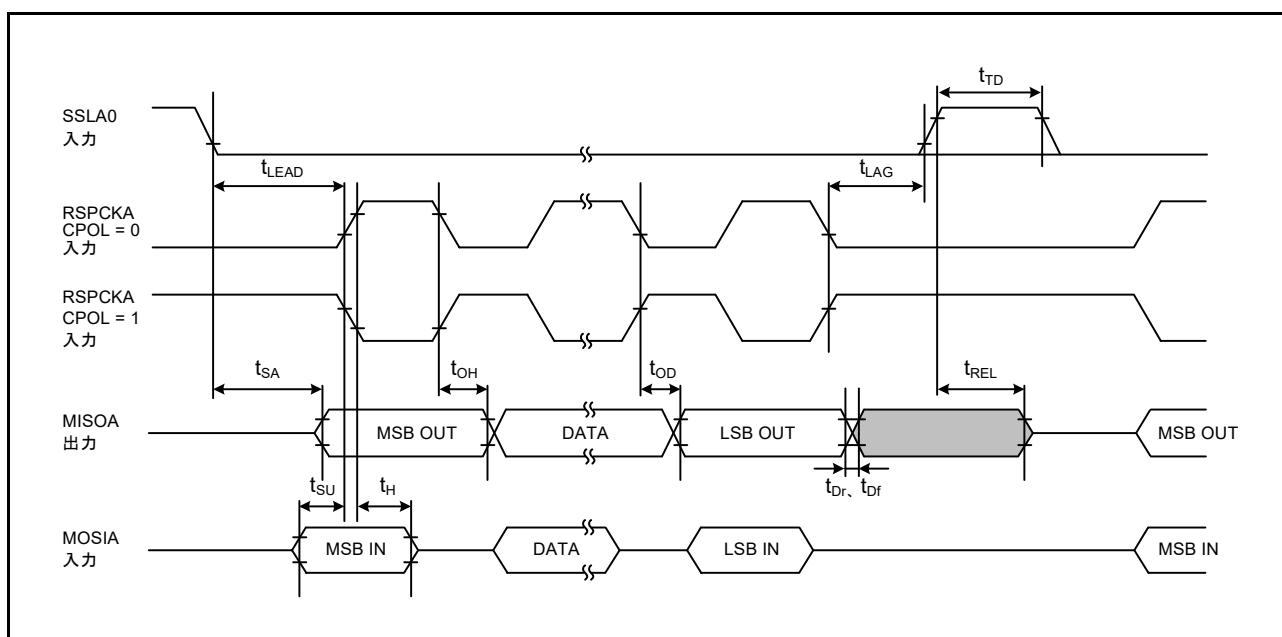 tTD
SSLA0
入力
tLEAD
tLAG
RSPCKA
CPOL = 0
入力
RSPCKA
CPOL = 1
入力
tSA
tOH
tOD
tREL
MISOA
出力
MSB OUT
DATA
LSB OUT
MSB OUT
tSU
tH
tDr、tDf
MOSIA
入力
MSB IN
DATA
LSB IN
MSB IN